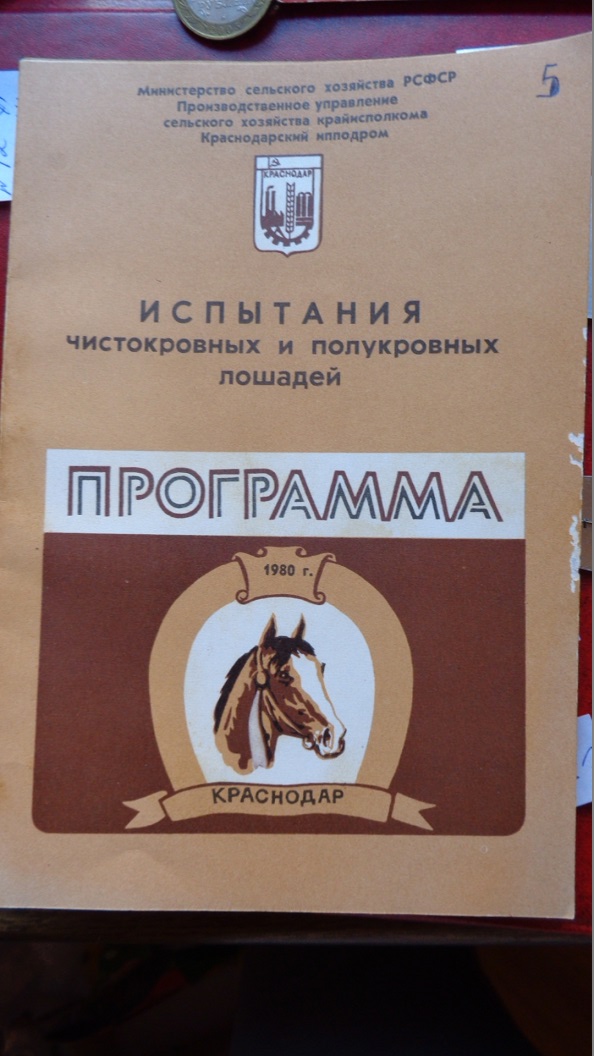 Министерство сельского хозяйства РСФСР
Производственное управление
сельского хозяйства крайисполкома
Краснодарский ипподром
5
КРАСНОДАР
ИСПЫТАНИЯ
чистокровных и полукровных
лошадей
ПРОГРАММА
1980 г.
КРАСНОДАР